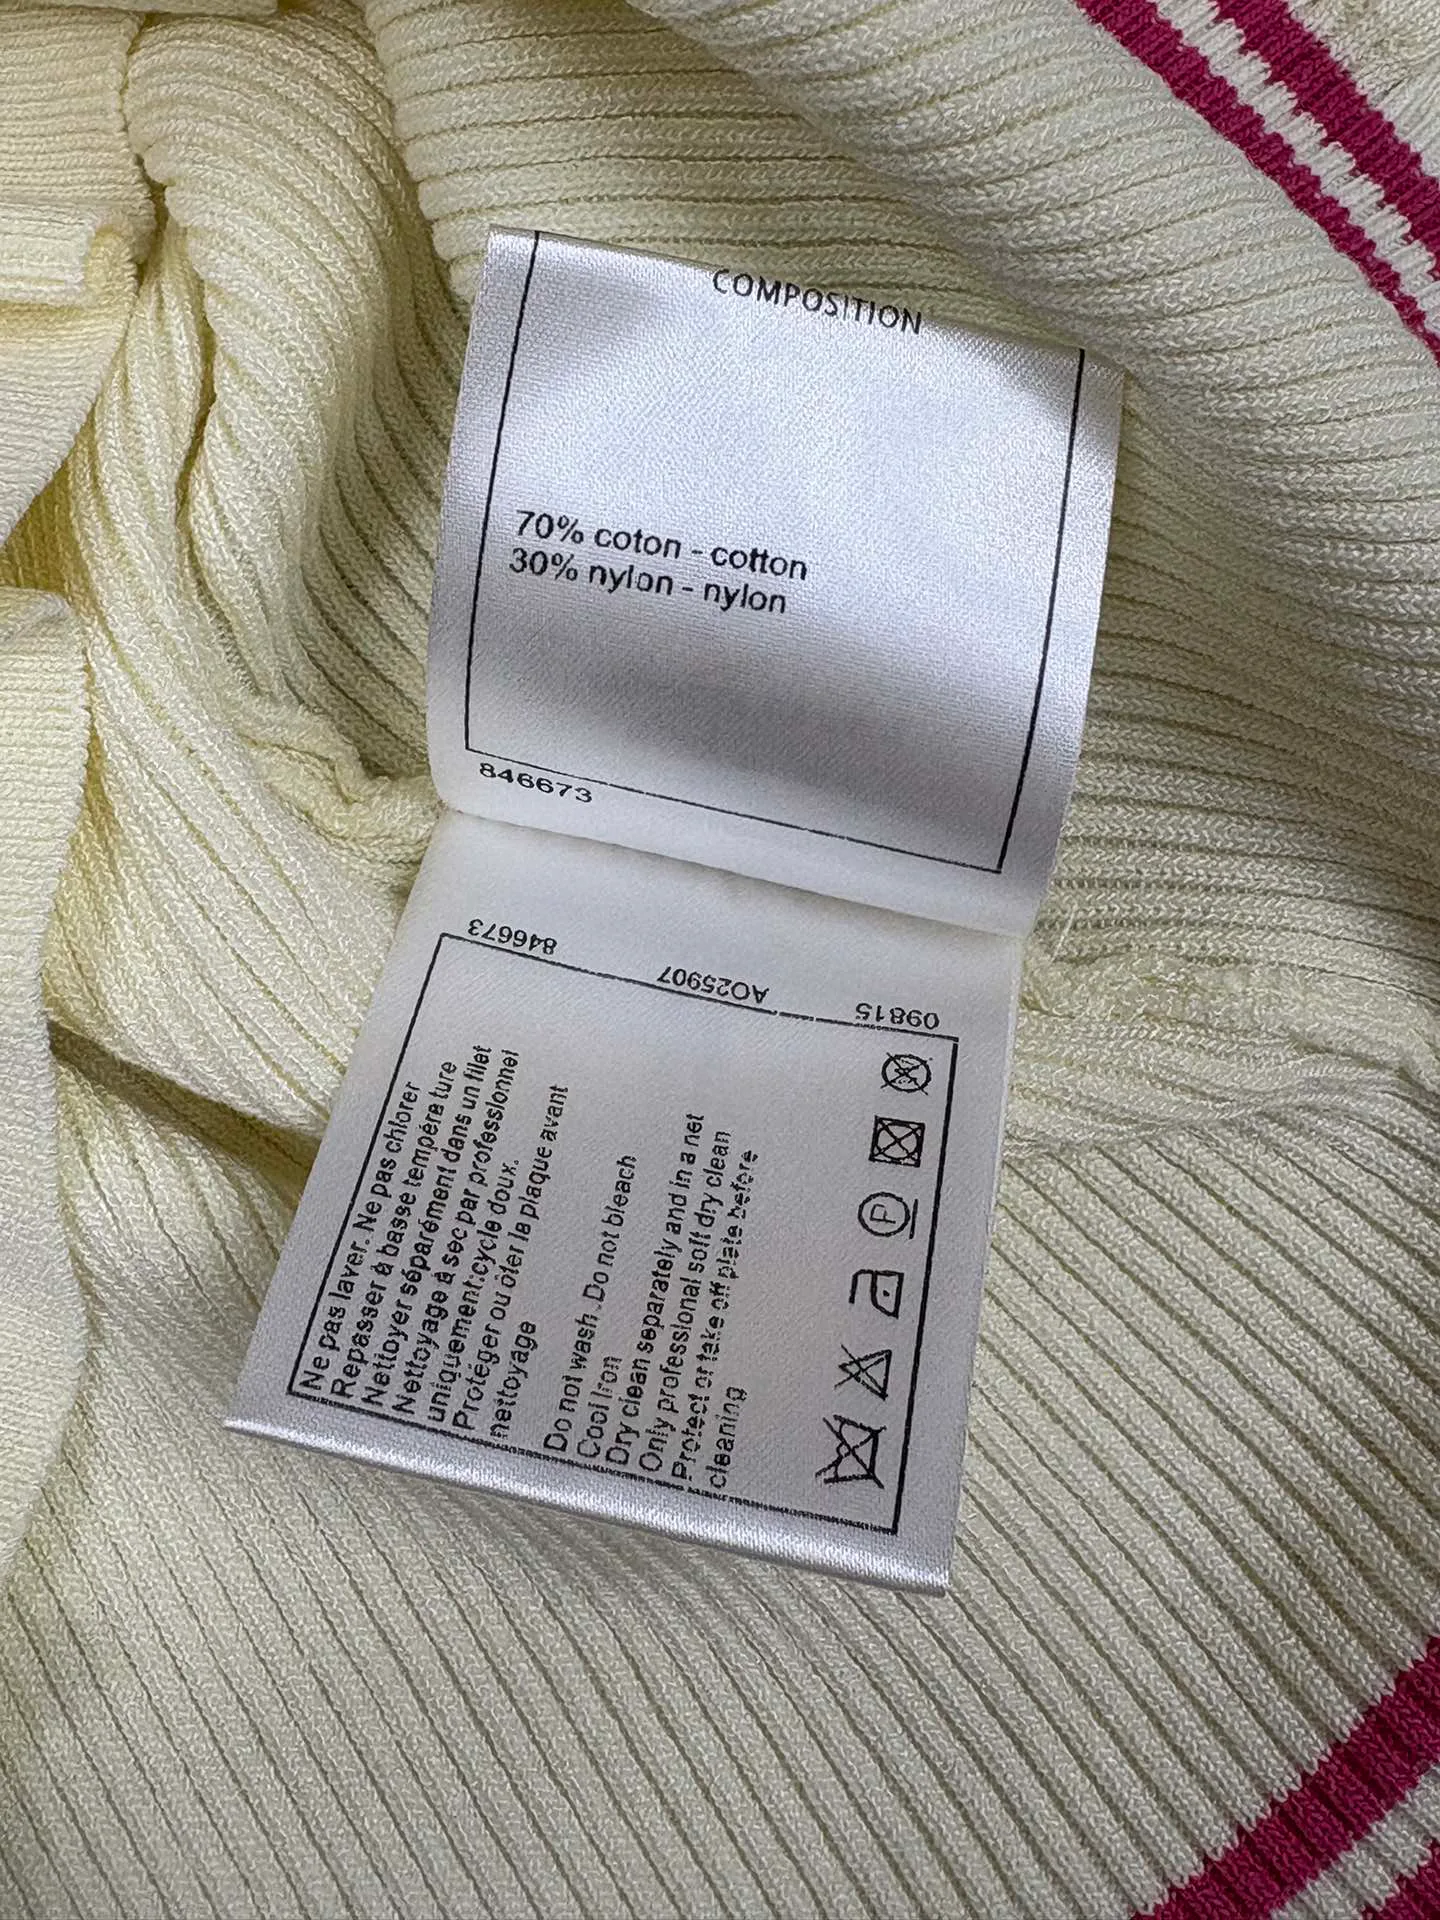 COMPOSITION
70% coton - cotton
30% nylon - nylon
846673
846673
AO25907
09815
Ne pas laver. Ne pas chlorer
Repasser à basse tempére ture
Nettoyer séparément dans un filet
Nettoyage à sec par professionnel
uniquement:cycle doux.
Protéger ou ôter la plaque avant
nettoyage
Do not wash. Do not bleach
Cool Iron
Dry clean separately and in a net
Only professional soft dry clean
Protect or take off plate before
cleaning
P